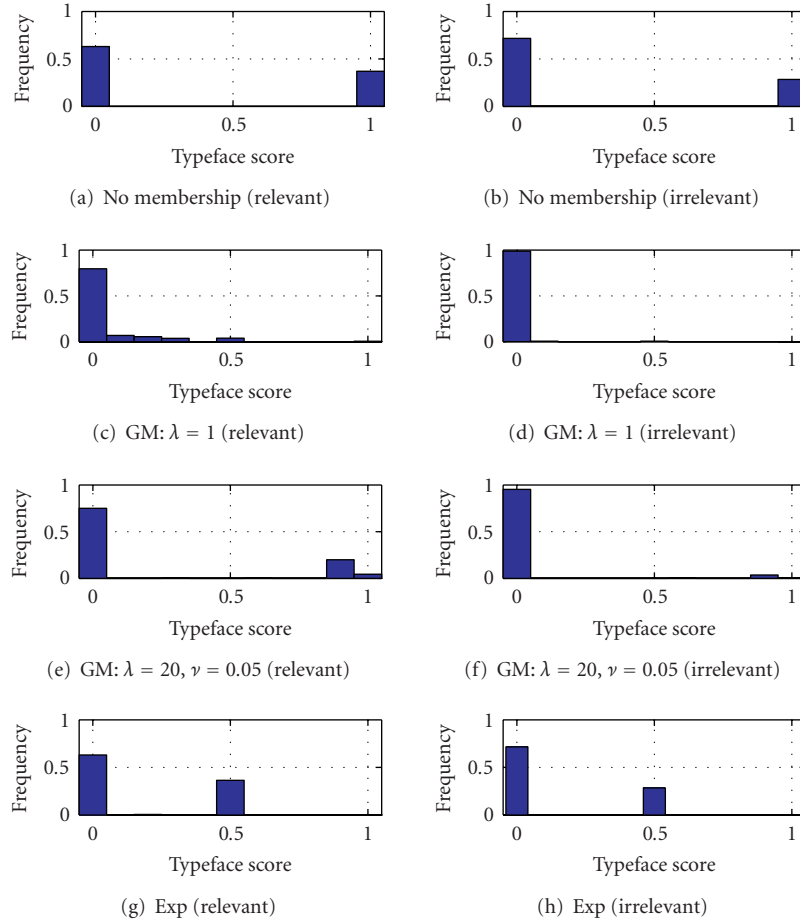 1
0.5
0
0
0.5
1
Frequency
Typeface score
(a) No membership (relevant)
1
0.5
0
0
0.5
1
Frequency
Typeface score
(b) No membership (irrelevant)
1
0.5
0
0
0.5
1
Frequency
Typeface score
(c) GM: λ = 1 (relevant)
1
0.5
0
0
0.5
1
Frequency
Typeface score
(d) GM: λ = 1 (irrelevant)
1
0.5
0
0
0.5
1
Frequency
Typeface score
(e) GM: λ = 20, ν = 0.05 (relevant)
1
0.5
0
0
0.5
1
Frequency
Typeface score
(f) GM: λ = 20, ν = 0.05 (irrelevant)
1
0.5
0
0
0.5
1
Frequency
Typeface score
(g) Exp (relevant)
1
0.5
0
0
0.5
1
Frequency
Typeface score
(h) Exp (irrelevant)